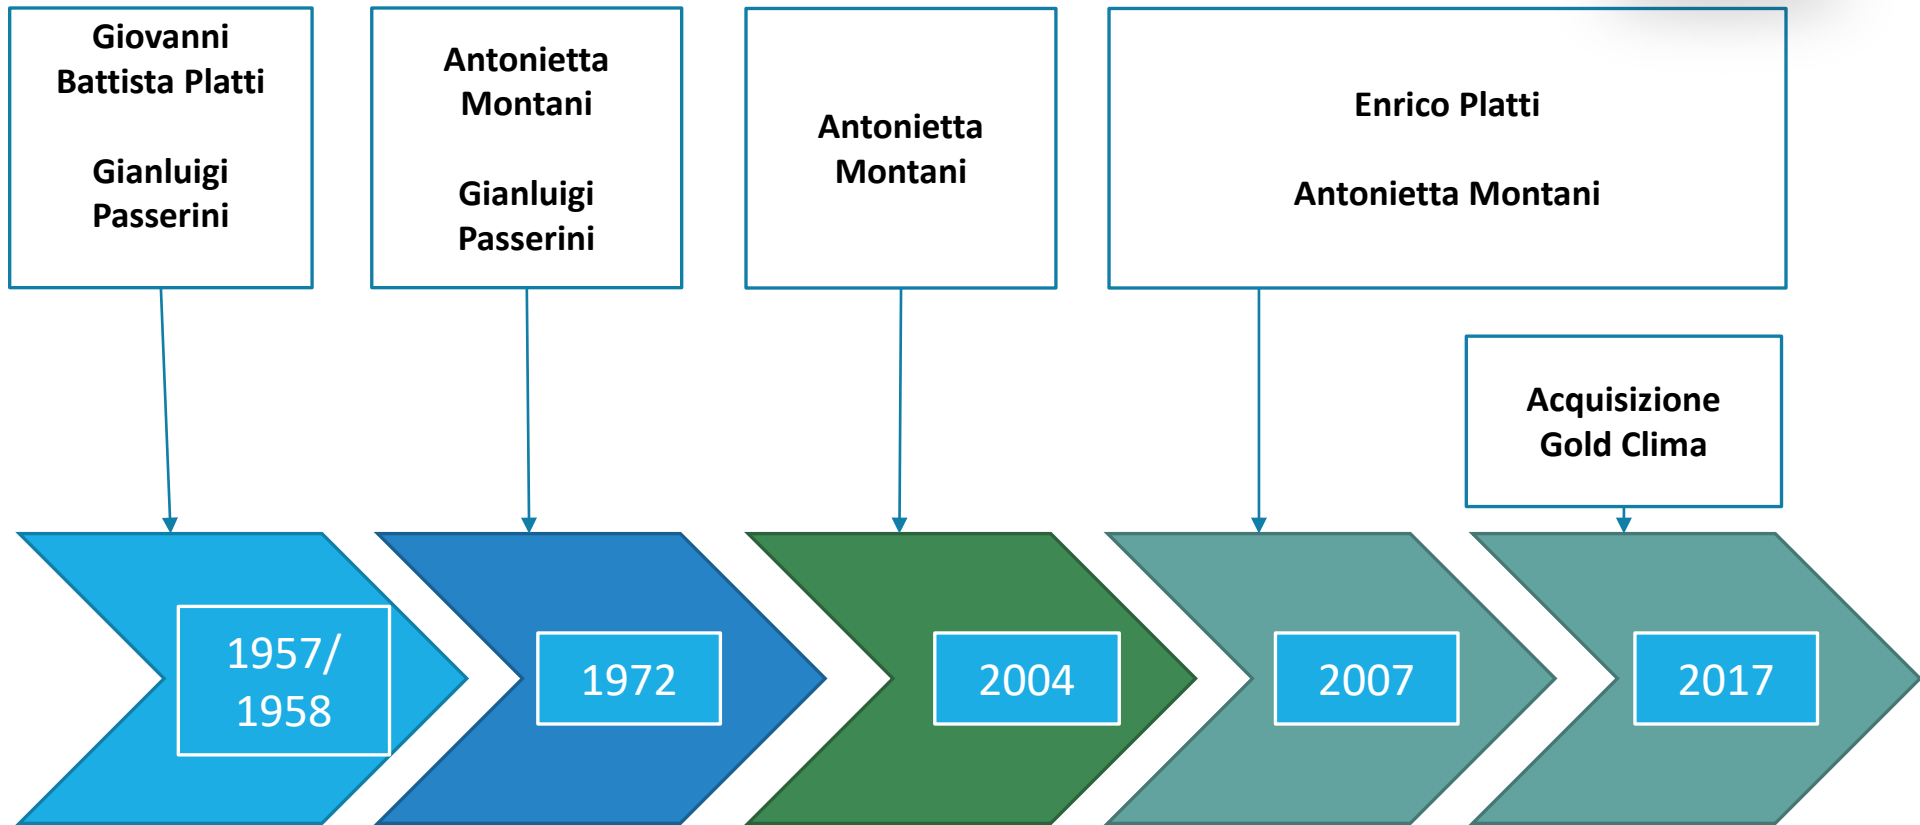 Giovanni
Battista Platti
Gianluigi
Passerini
Antonietta
Montani
Gianluigi
Passerini
Antonietta
Montani
Enrico Platti
Antonietta Montani
Acquisizione
Gold Clima
1957/
1958
1972
2004
2007
2017